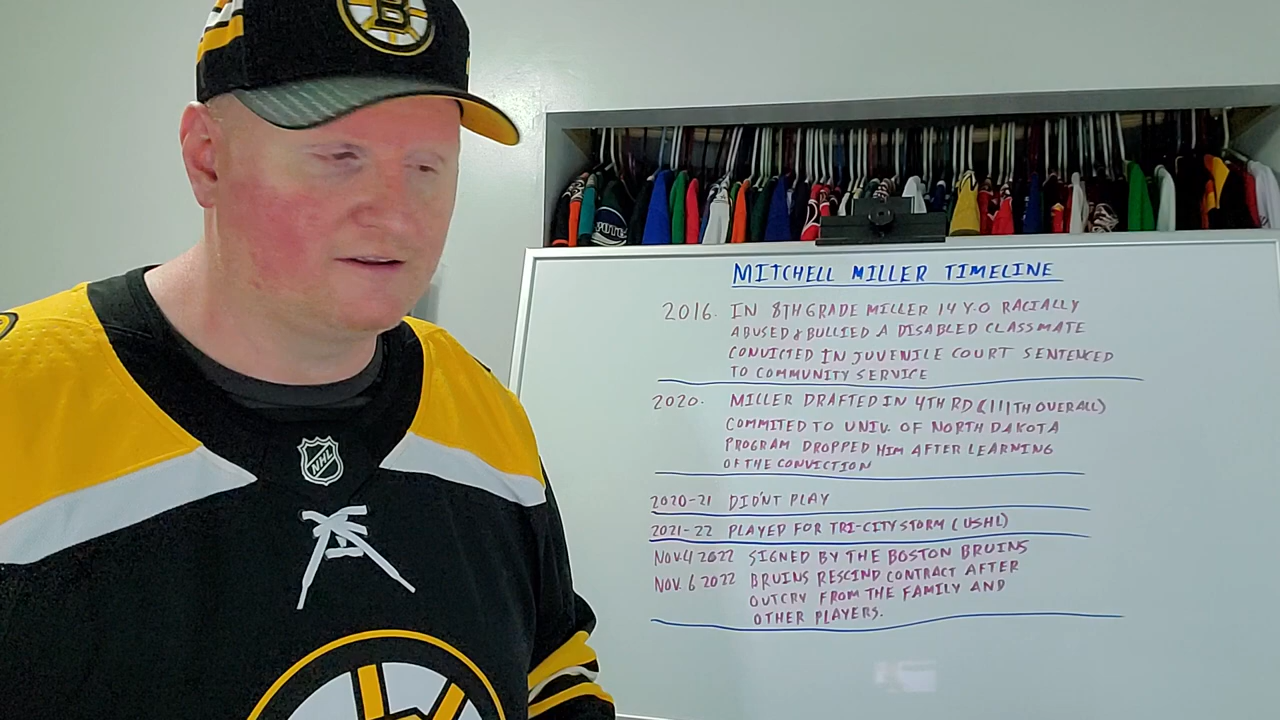 B
NHL
MITCHELL MILLER TIMELINE
2016. IN 8TH GRADE MILLER 14 Y.O RACIALLY
ABUSED & BULLIED A DISABLED CLASSMATE
CONVICTED IN JUVENILE COURT SENTENCED
TO COMMUNITY SERVICE
2020. MILLER DRAFTED IN 4TH RD (111TH OVERALL)
COMMITED TO UNIV. OF NORTH DAKOTA
PROGRAM DROPPED HIM AFTER LEARNING
OF THE CONVICTION
2020-21 DIDN'T PLAY
2021-22 PLAYED FOR TRI-CITY STORM (USHL)
NOV. 4 2022 SIGNED BY THE BOSTON BRUINS
NOV. 6 2022 BRUINS RESCIND CONTRACT AFTER
OUTCRY FROM THE FAMILY AND
OTHER PLAYERS.